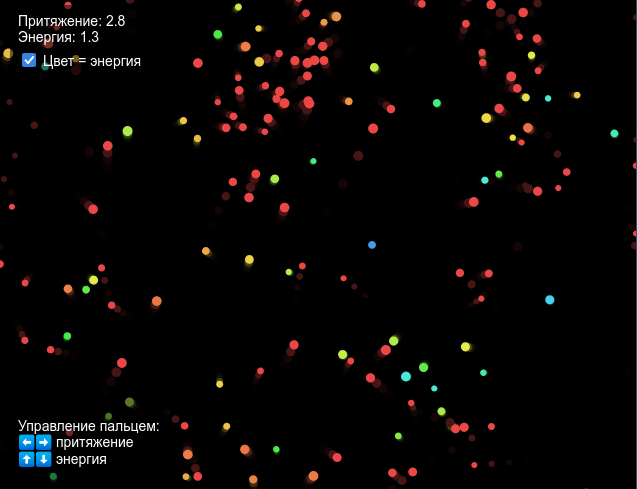 Притяжение: 2.8
Энергия: 1.3
Цвет = энергия
Управление пальцем:
⬅️➡️ притяжение
⬆️⬇️ энергия